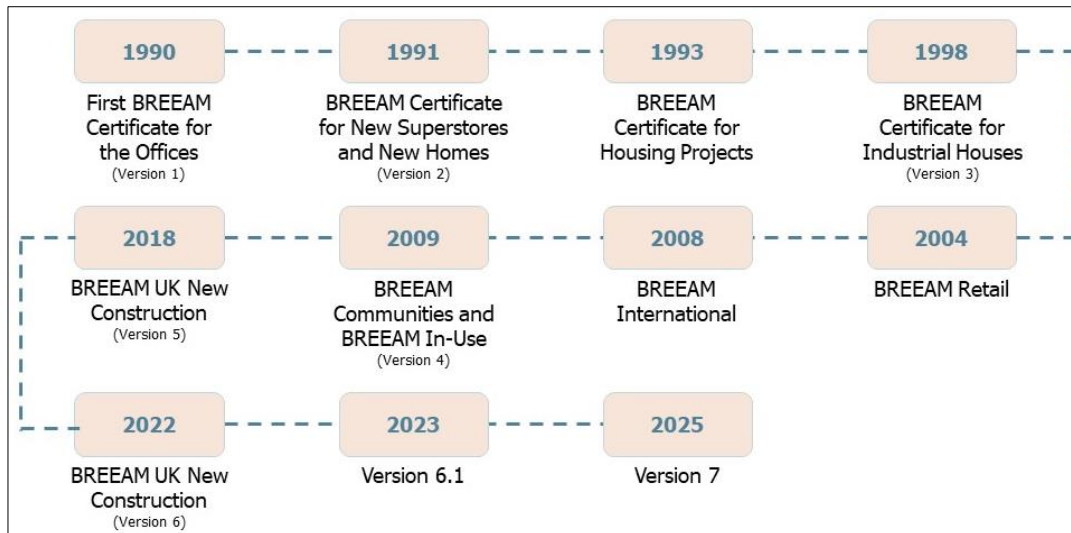 1990
First BREEAM
Certificate for
the Offices
(Version 1)
1991
BREEAM Certificate
for New Superstores
and New Homes
(Version 2)
1993
BREEAM
Certificate for
Housing Projects
1998
BREEAM
Certificate for
Industrial Houses
(Version 3)
2004
BREEAM Retail
2008
BREEAM
International
2009
BREEAM
Communities and
BREEAM In-Use
(Version 4)
2018
BREEAM UK New
Construction
(Version 5)
2022
BREEAM UK New
Construction
(Version 6)
2023
Version 6.1
2025
Version 7